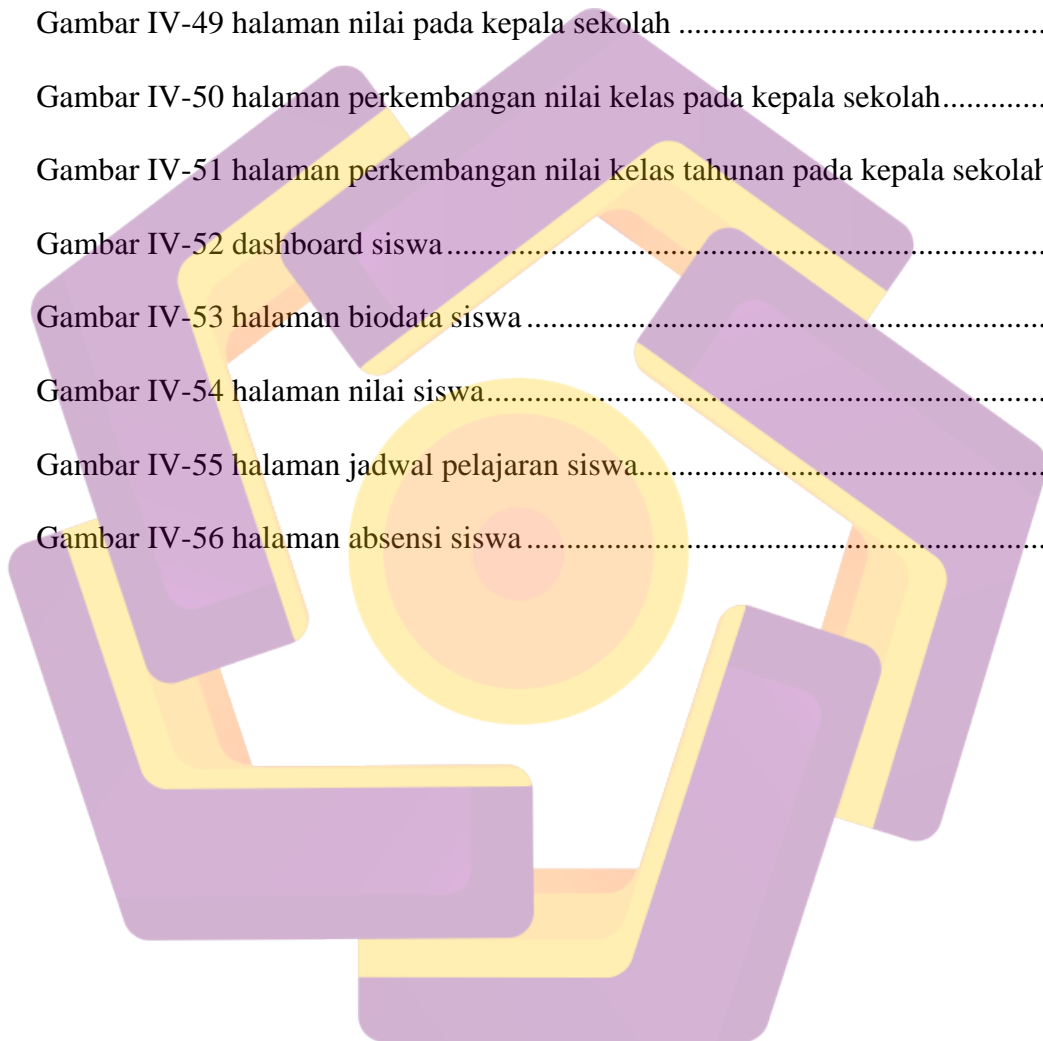 Gambar IV-49 halaman nilai pada kepala sekolah ..............................................
Gambar IV-50 halaman perkembangan nilai kelas pada kepala sekolah.............
Gambar IV-51 halaman perkembangan nilai kelas tahunan pada kepala sekolah
Gambar IV-52 dashboard siswa...........................................................................
Gambar IV-53 halaman biodata siswa.................................................................
Gambar IV-54 halaman nilai siswa......................................................................
Gambar IV-55 halaman jadwal pelajaran siswa...................................................
Gambar IV-56 halaman absensi siswa.................................................................